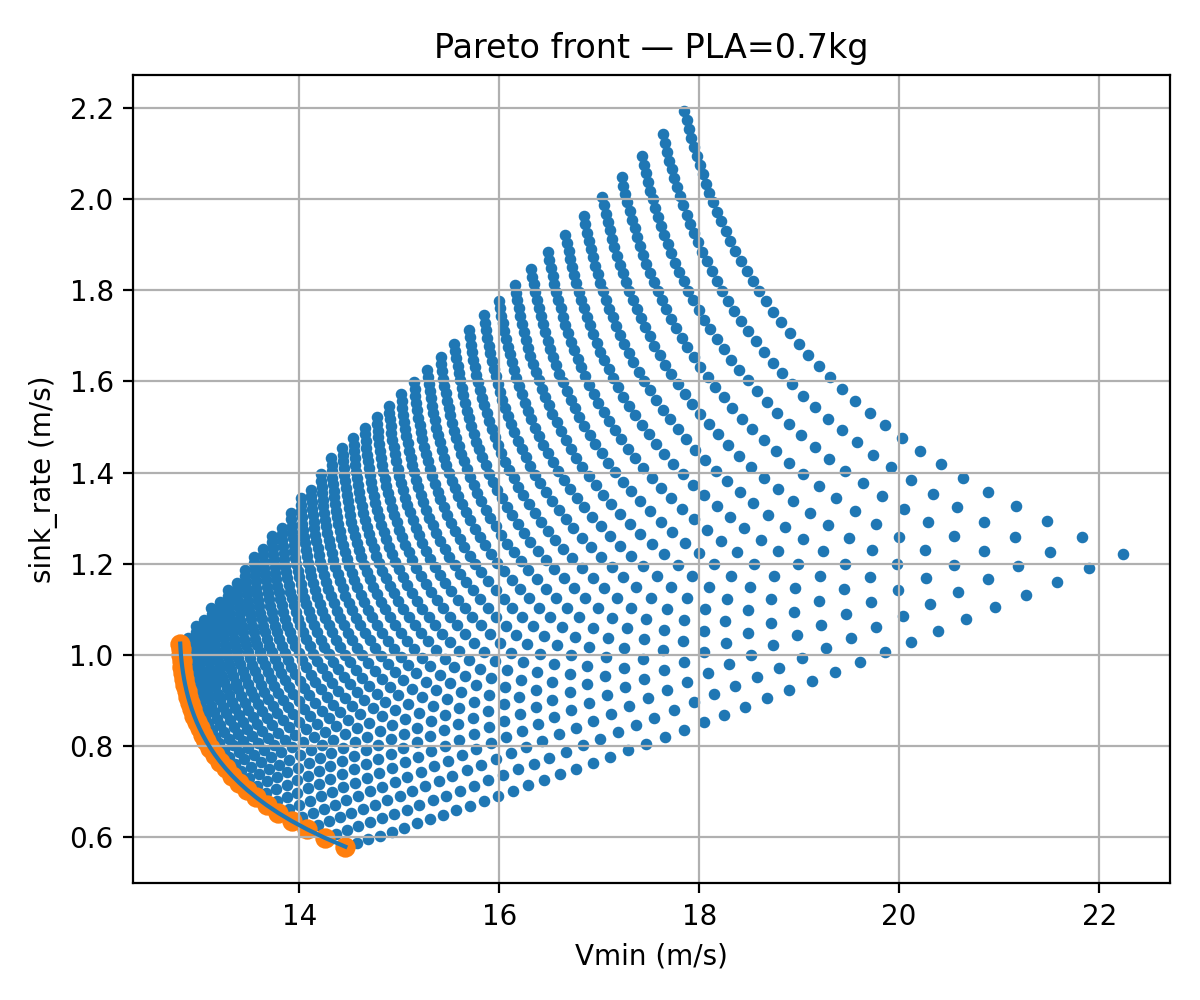 Pareto front — PLA=0.7kg
2.2
2.0
1.8
1.6
1.4
1.2
1.0
0.8
0.6
sink_rate (m/s)
14 16 18 20 22
Vmin (m/s)